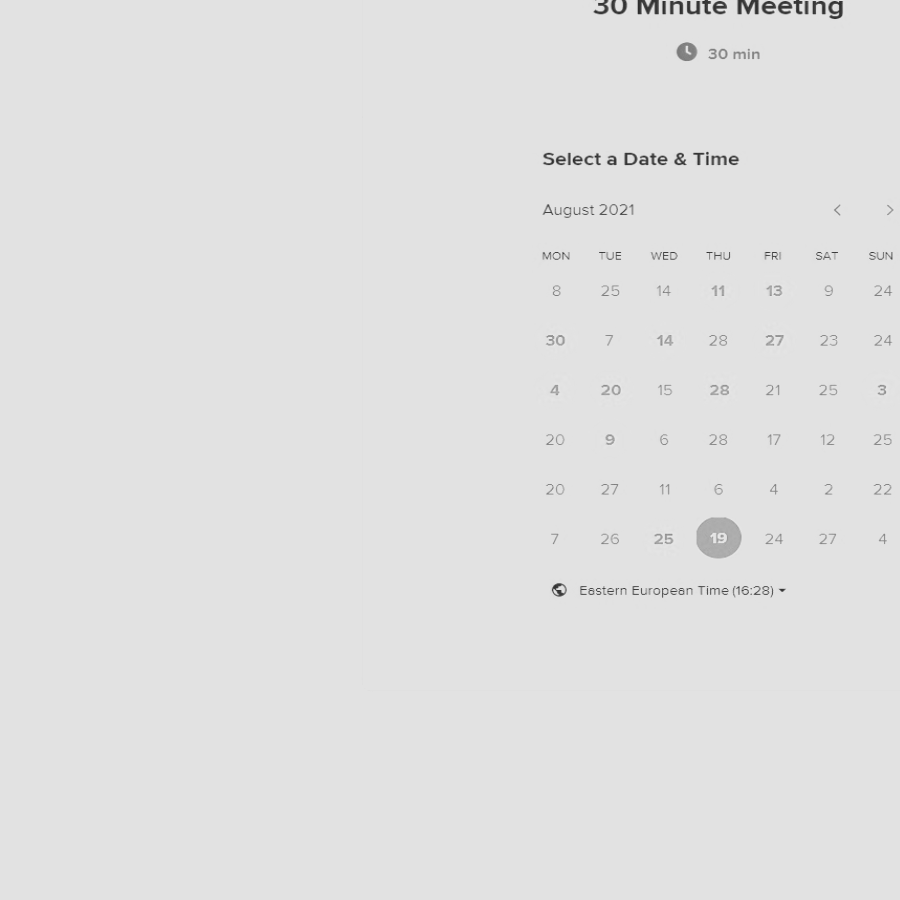 30 Minute Meeting
30 min
Select a Date & Time
August 2021
MON TUE WED THU FRI SAT SUN
8 25 14 11 13 9 24
30 7 14 28 27 23 24
4 20 15 28 21 25 3
20 9 6 28 17 12 25
20 27 11 6 4 2 22
7 26 25 19 24 27 4
Eastern European Time (16:28)